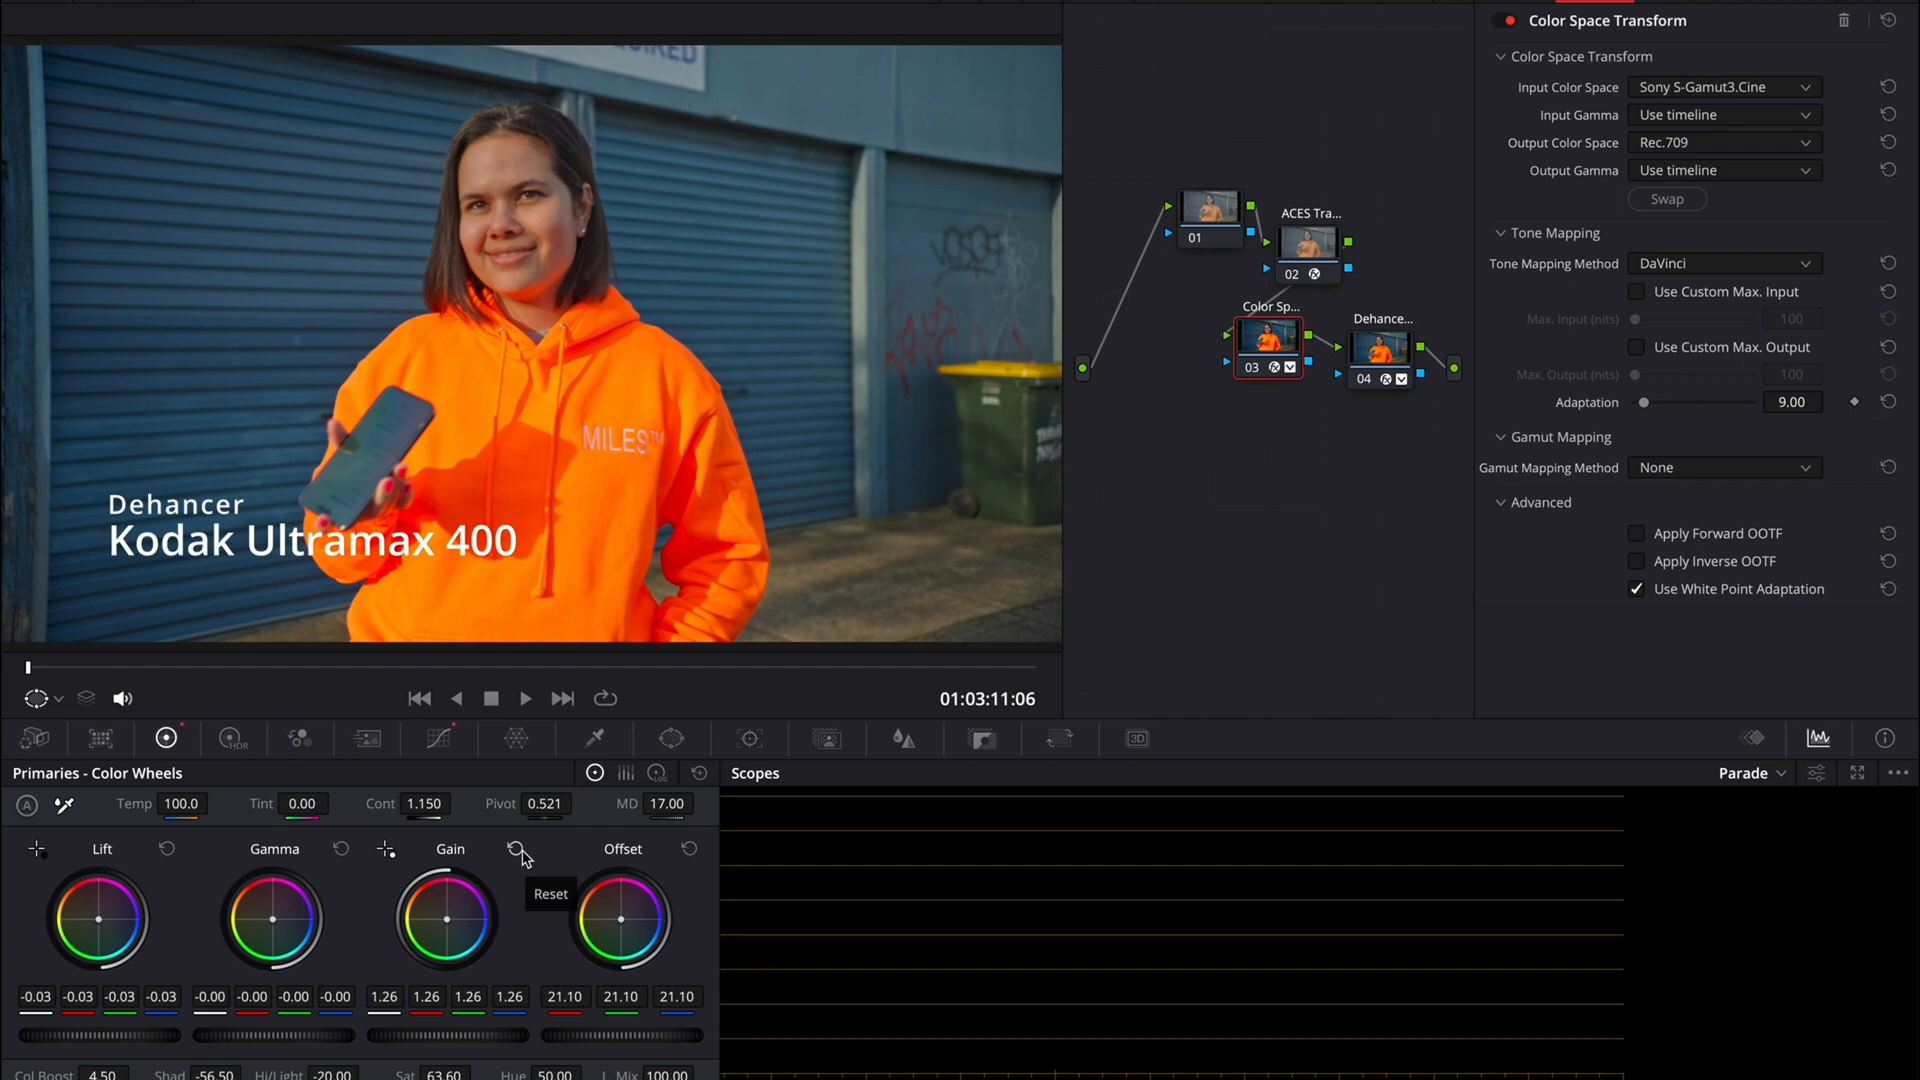 UIRED
MILES™
Dehancer
Kodak Ultramax 400
01:03:11:06
01
ACES Tra...
02
Color Sp...
03
Dehance...
04
Color Space Transform
Color Space Transform
Input Color Space Sony S-Gamut3.Cine
Input Gamma Use timeline
Output Color Space Rec.709
Output Gamma Use timeline
Swap
Tone Mapping
Tone Mapping Method DaVinci
Use Custom Max. Input
Max. Input (nits) 100
Use Custom Max. Output
Max. Output (nits) 100
Adaptation 9.00
Gamut Mapping
Gamut Mapping Method None
Advanced
Apply Forward OOTF
Apply Inverse OOTF
Use White Point Adaptation
HDR
3D
Primaries - Color Wheels
LOG
Scopes
Parade
A Temp 100.0 Tint 0.00 Cont 1.150 Pivot 0.521 MD 17.00
Lift Gamma Gain Offset
Reset
-0.03 -0.03 -0.03 -0.03 -0.00 -0.00 -0.00 -0.00 1.26 1.26 1.26 1.26 21.10 21.10 21.10
Col Boost 4.50 Shad -56.50 Hi/Light -20.00 Sat 63.60 Hue 50.00 L. Mix 100.00